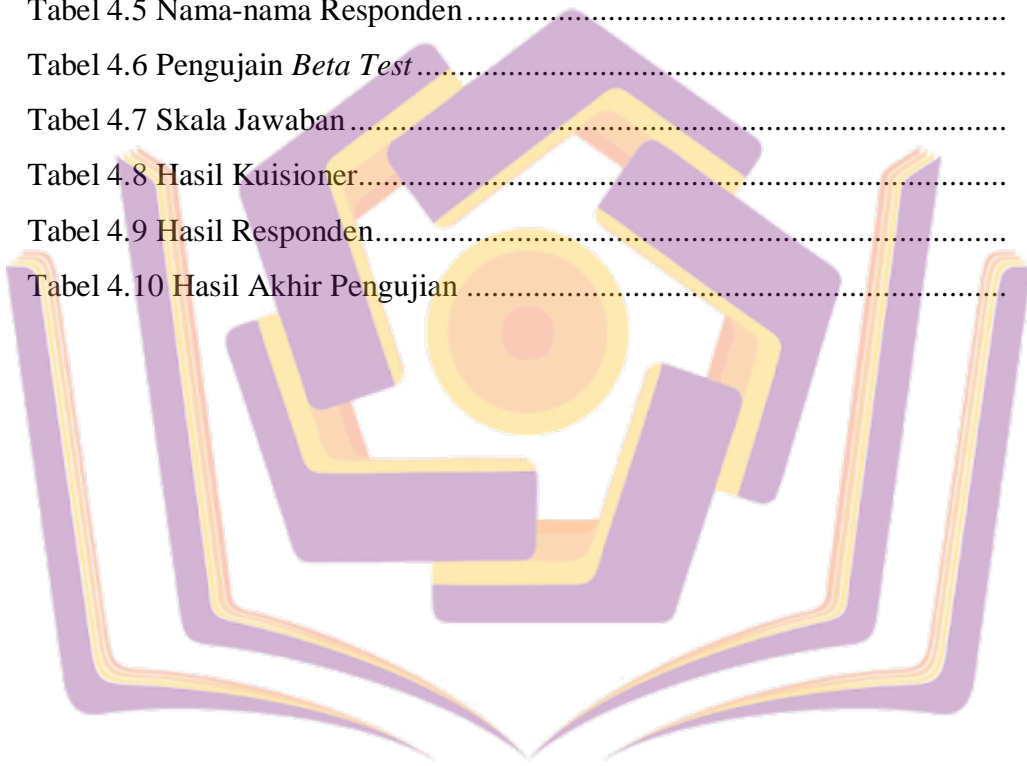 Tabel 4.5 Nama-nama Responden....................................................................
Tabel 4.6 Pengujain Beta Test..........................................................................
Tabel 4.7 Skala Jawaban..................................................................................
Tabel 4.8 Hasil Kuisioner.................................................................................
Tabel 4.9 Hasil Responden...............................................................................
Tabel 4.10 Hasil Akhir Pengujian ....................................................................